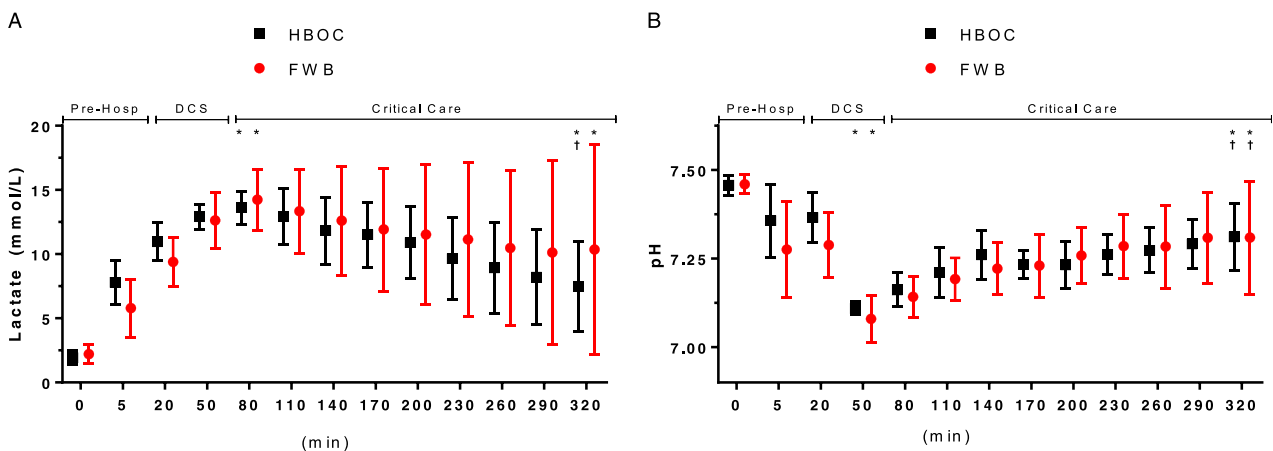 A
HBOC
FWB
Pre-Hosp DCS Critical Care
* * * *
†
20
15
10
5
0
Lactate (mmol/L)
0 5 20 50 80 110 140 170 200 230 260 290 320
(min)
B
HBOC
FWB
Pre-Hosp DCS Critical Care
* * * *
† †
7.50
7.25
7.00
pH
0 5 20 50 80 110 140 170 200 230 260 290 320
(min)